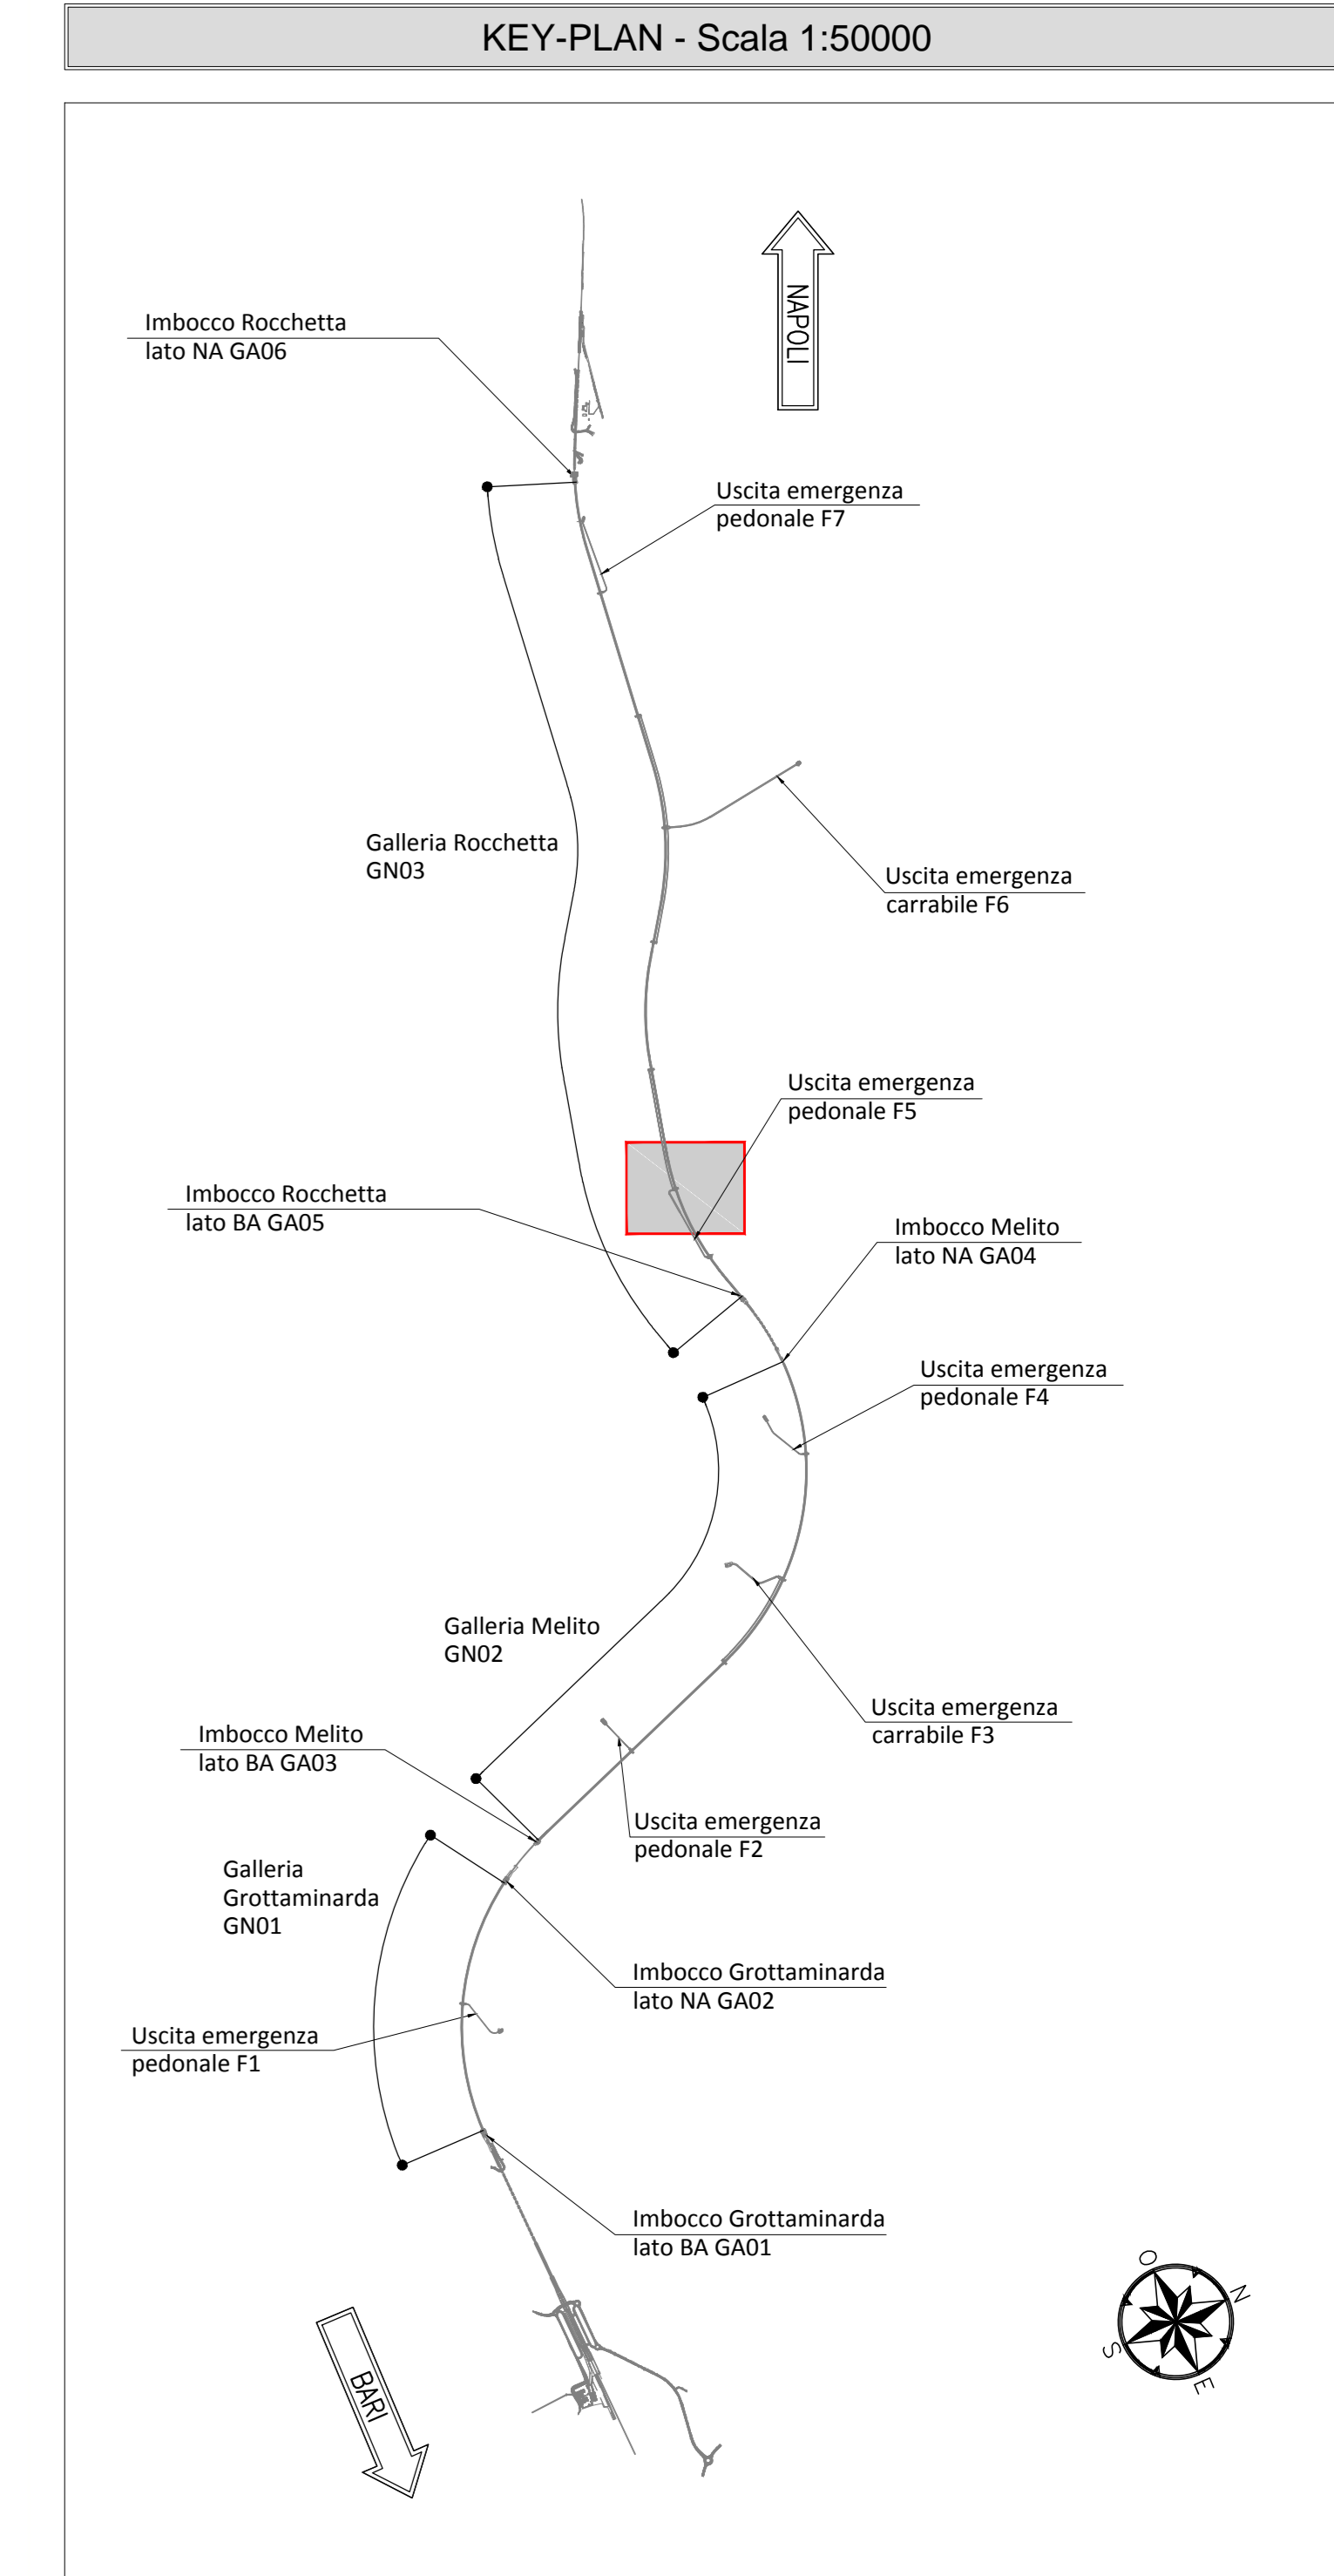 KEY-PLAN - Scala 1:50000
NAPOLI
Imbocco Rocchetta
lato NA GA06
Uscita emergenza
pedonale F7
Galleria Rocchetta
GN03
Uscita emergenza
carrabile F6
Uscita emergenza
pedonale F5
Imbocco Rocchetta
lato BA GA05
Imbocco Melito
lato NA GA04
Uscita emergenza
pedonale F4
Galleria Melito
GN02
Uscita emergenza
carrabile F3
Imbocco Melito
lato BA GA03
Uscita emergenza
pedonale F2
Galleria
Grottaminarda
GN01
Imbocco Grottaminarda
lato NA GA02
Uscita emergenza
pedonale F1
Imbocco Grottaminarda
lato BA GA01
BARI
O
N
S
E